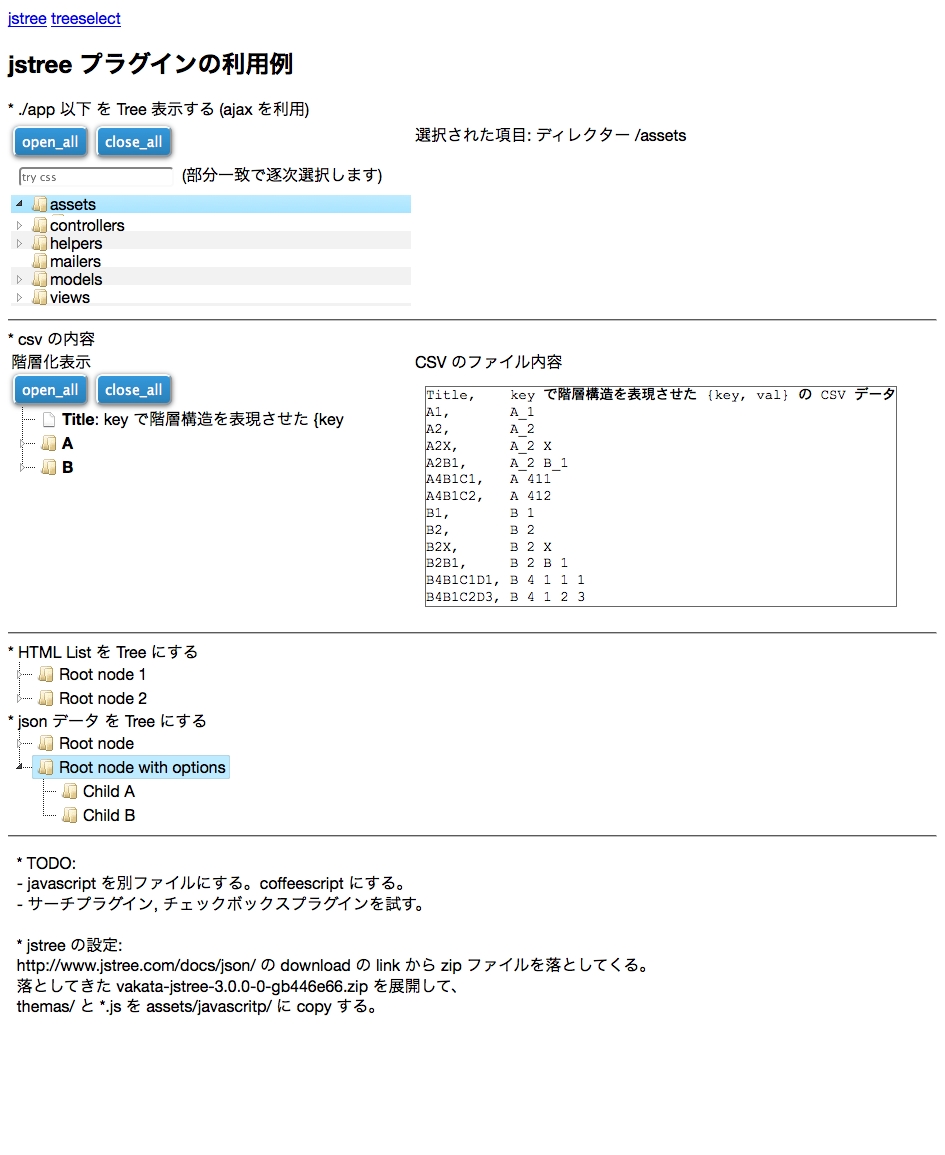 jstree treeselect
jstree プラグインの利用例
* ./app 以下 を Tree 表示する (ajax を利用)
open_all close_all
選択された項目: ディレクター /assets
try css (部分一致で逐次選択します)
assets
controllers
helpers
mailers
models
views
* csv の内容
階層化表示
CSV のファイル内容
open_all close_all
Title: key で階層構造を表現させた {key
A
B
Title, key で階層構造を表現させた {key, val} の CSV データ
A1, A_1
A2, A_2
A2X, A_2 X
A2B1, A_2 B_1
A4B1C1, A 411
A4B1C2, A 412
B1, B 1
B2, B 2
B2X, B 2 X
B2B1, B 2 B 1
B4B1C1D1, B 4 1 1 1
B4B1C2D3, B 4 1 2 3
* HTML List を Tree にする
Root node 1
Root node 2
* json データ を Tree にする
Root node
Root node with options
Child A
Child B
* TODO:
- javascript を別ファイルにする。coffeescript にする。
- サーチプラグイン, チェックボックスプラグインを試す。
* jstree の設定:
http://www.jstree.com/docs/json/ の download の link から zip ファイルを落としてくる。
落としてきた vakata-jstree-3.0.0-0-gb446e66.zip を展開して、
themas/ と *.js を assets/javascritp/ に copy する。